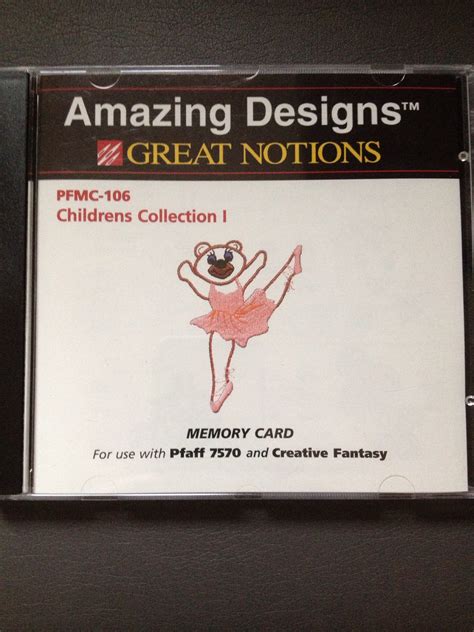 Amazing Designs™
GREAT NOTIONS
PFMC-106
Childrens Collection I
MEMORY CARD
For use with Pfaff 7570 and Creative Fantasy